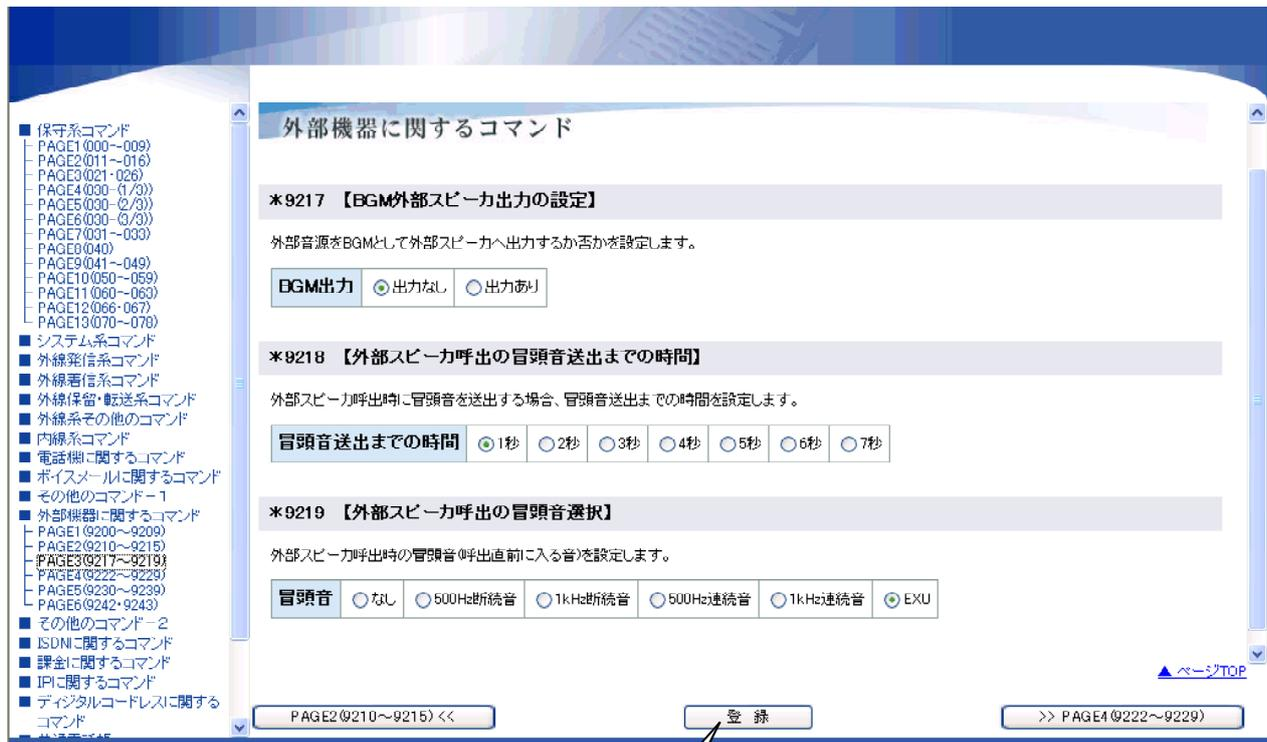 ■ 保守系コマンド
PAGE1(000~~009)
PAGE2(011~~016)
PAGE3(021・026)
PAGE4(030-(1/3))
PAGE5(030-(2/3))
PAGE6(030-(3/3))
PAGE7(031~~033)
PAGE8(040)
PAGE9(041~~049)
PAGE10(050~~059)
PAGE11(060~~063)
PAGE12(066・067)
PAGE13(070~~078)
■ システム系コマンド
■ 外線発信系コマンド
■ 外線着信系コマンド
■ 外線保留・転送系コマンド
■ 外線系その他のコマンド
■ 内線系コマンド
■ 電話機に関するコマンド
■ ボイスメールに関するコマンド
■ その他のコマンド－1
■ 外部機器に関するコマンド
PAGE1(9200～9209)
PAGE2(9210～9215)
PAGE3(9217～9219)
PAGE4(9222～9229)
PAGE5(9230～9239)
PAGE6(9242・9243)
■ その他のコマンド－2
■ ISDNに関するコマンド
■ 課金に関するコマンド
■ IPに関するコマンド
■ ディジタルコードレスに関する
コマンド
外部機器に関するコマンド
＊9217 【BGM外部スピーカ出力の設定】
外部音源をBGMとして外部スピーカへ出力するか否かを設定します。
BGM出力 出力なし 出力あり
＊9218 【外部スピーカ呼出の冒頭音送出までの時間】
外部スピーカ呼出時に冒頭音を送出する場合、冒頭音送出までの時間を設定します。
冒頭音送出までの時間 1秒 2秒 3秒 4秒 5秒 6秒 7秒
＊9219 【外部スピーカ呼出の冒頭音選択】
外部スピーカ呼出時の冒頭音(呼出直前に入る音)を設定します。
冒頭音 なし 500Hz断続音 1kHz断続音 500Hz連続音 1kHz連続音 EXU
▲ ページTOP
PAGE2(9210～9215) <<
登 録
>> PAGE4(9222～9229)